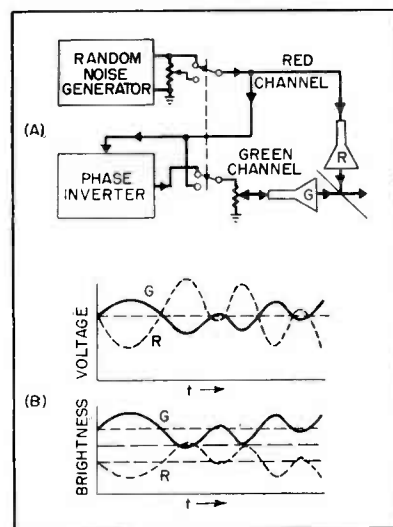 RANDOM
NOISE
GENERATOR
RED
CHANNEL
(A)
R
GREEN
CHANNEL
PHASE
INVERTER
G
VOLTAGE
G
R
t →
(B)
BRIGHTNESS
G
R
t →